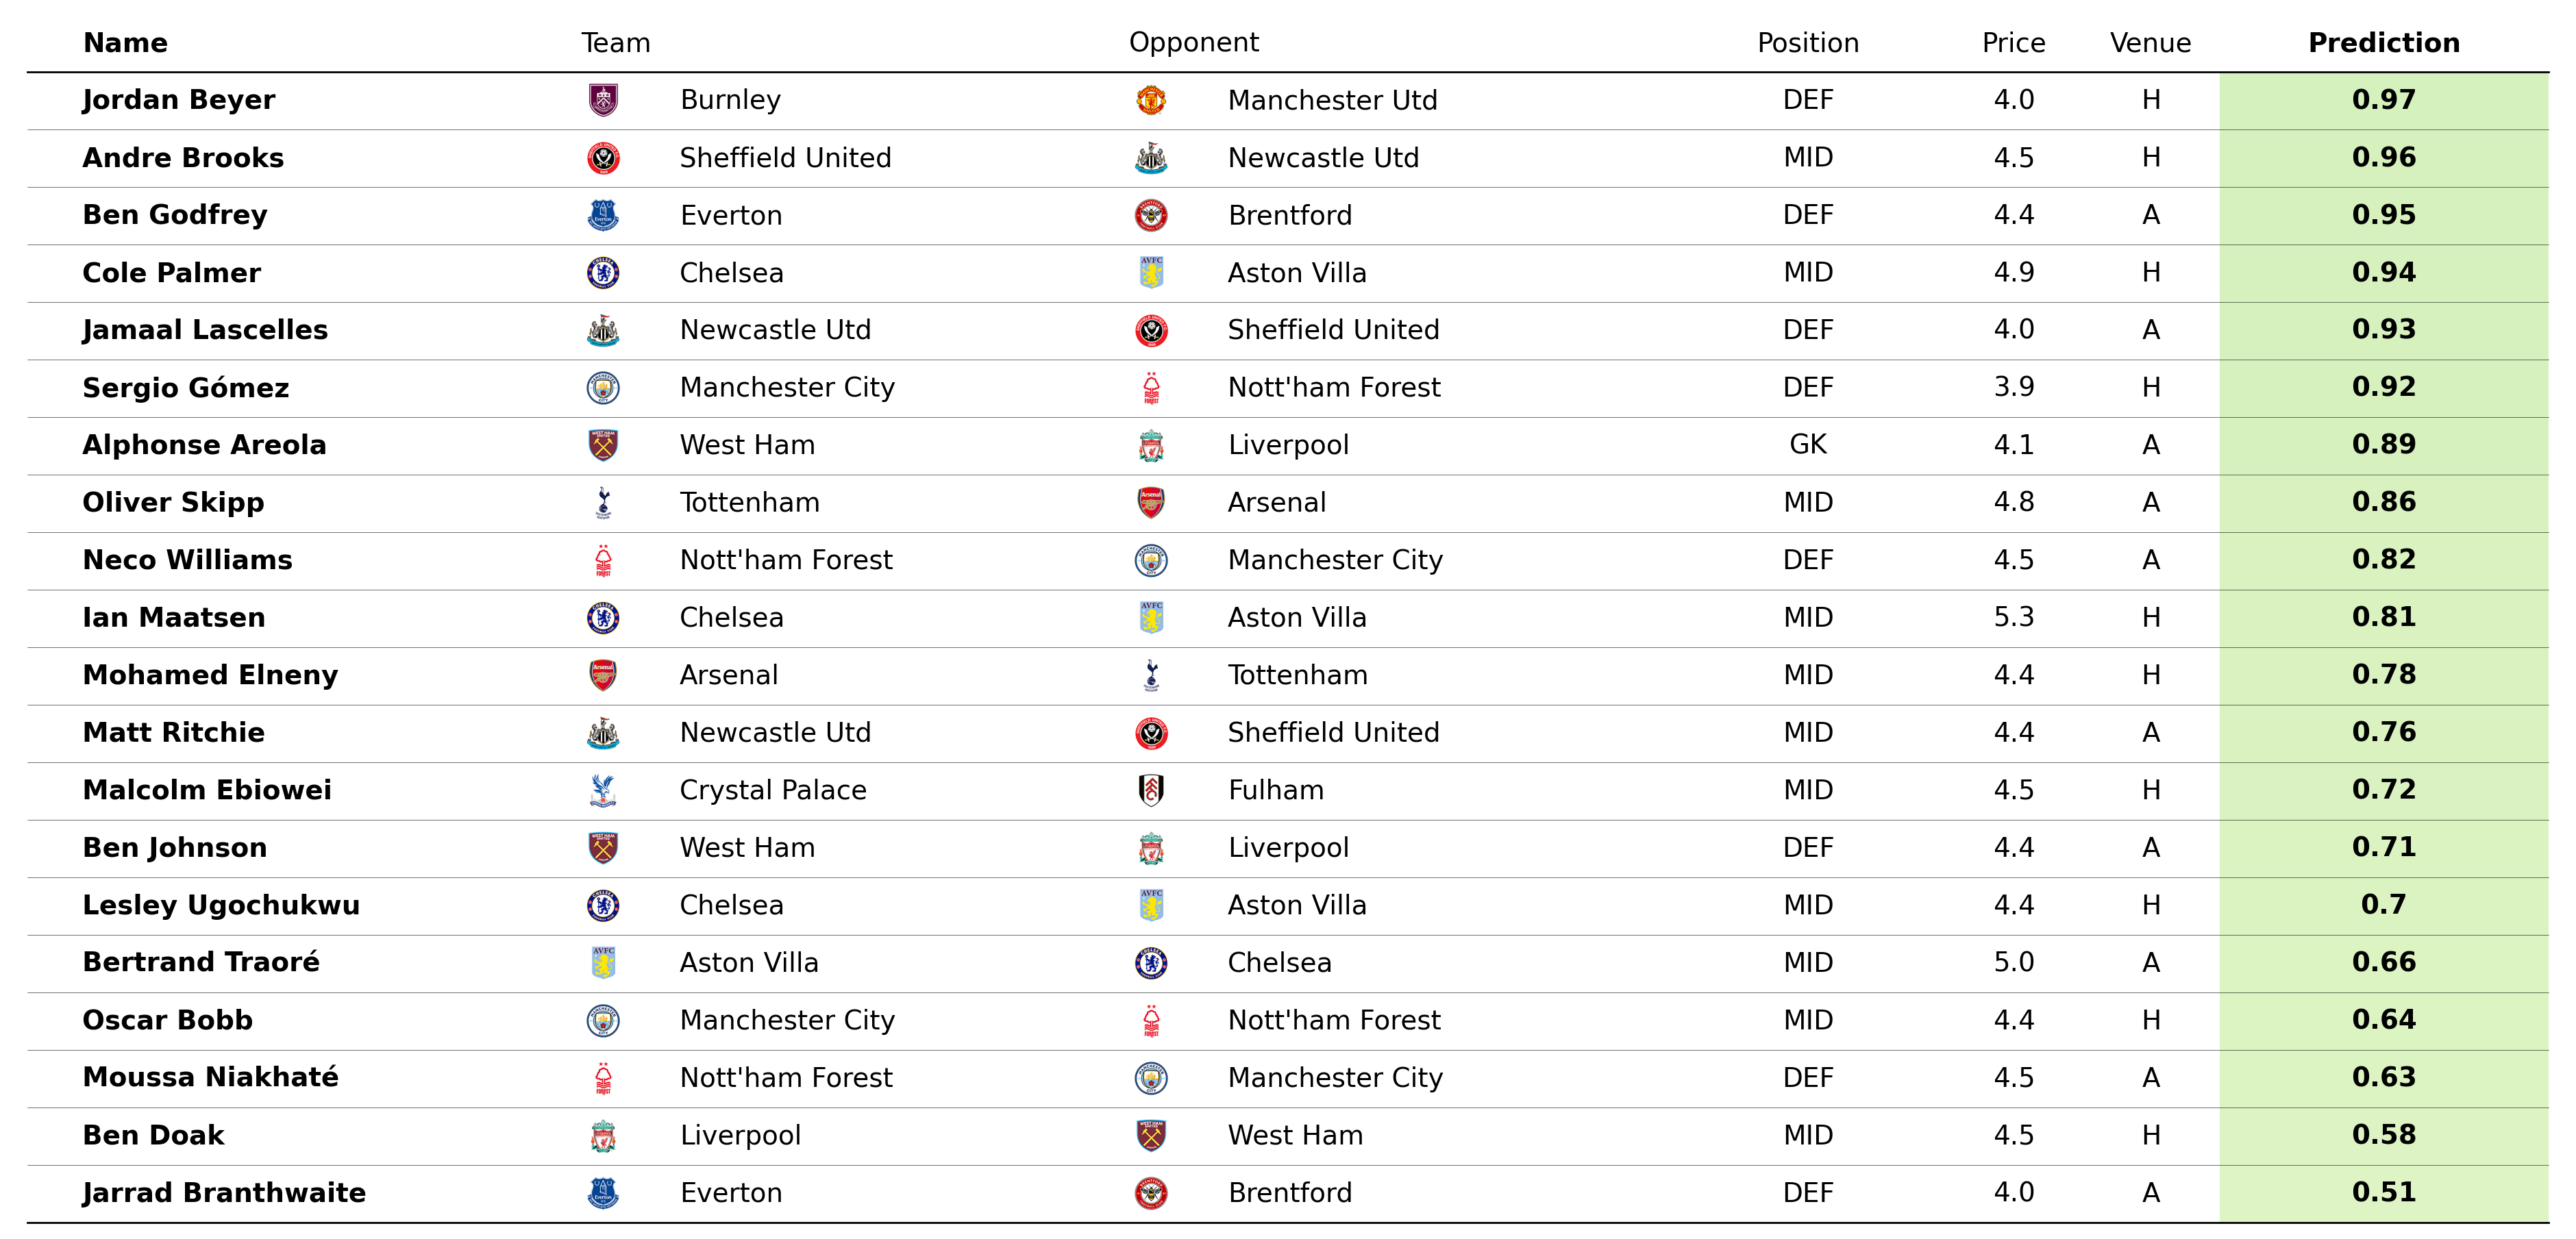 Name Team Opponent Position Price Venue Prediction
Jordan Beyer Burnley Manchester Utd DEF 4.0 H 0.97
Andre Brooks Sheffield United Newcastle Utd MID 4.5 H 0.96
Ben Godfrey Everton Brentford DEF 4.4 A 0.95
Cole Palmer Chelsea Aston Villa MID 4.9 H 0.94
Jamaal Lascelles Newcastle Utd Sheffield United DEF 4.0 A 0.93
Sergio Gómez Manchester City Nott'ham Forest DEF 3.9 H 0.92
Alphonse Areola West Ham Liverpool GK 4.1 A 0.89
Oliver Skipp Tottenham Arsenal MID 4.8 A 0.86
Neco Williams Nott'ham Forest Manchester City DEF 4.5 A 0.82
Ian Maatsen Chelsea Aston Villa MID 5.3 H 0.81
Mohamed Elneny Arsenal Tottenham MID 4.4 H 0.78
Matt Ritchie Newcastle Utd Sheffield United MID 4.4 A 0.76
Malcolm Ebiowei Crystal Palace Fulham MID 4.5 H 0.72
Ben Johnson West Ham Liverpool DEF 4.4 A 0.71
Lesley Ugochukwu Chelsea Aston Villa MID 4.4 H 0.7
Bertrand Traoré Aston Villa Chelsea MID 5.0 A 0.66
Oscar Bobb Manchester City Nott'ham Forest MID 4.4 H 0.64
Moussa Niakhaté Nott'ham Forest Manchester City DEF 4.5 A 0.63
Ben Doak Liverpool West Ham MID 4.5 H 0.58
Jarrad Branthwaite Everton Brentford DEF 4.0 A 0.51